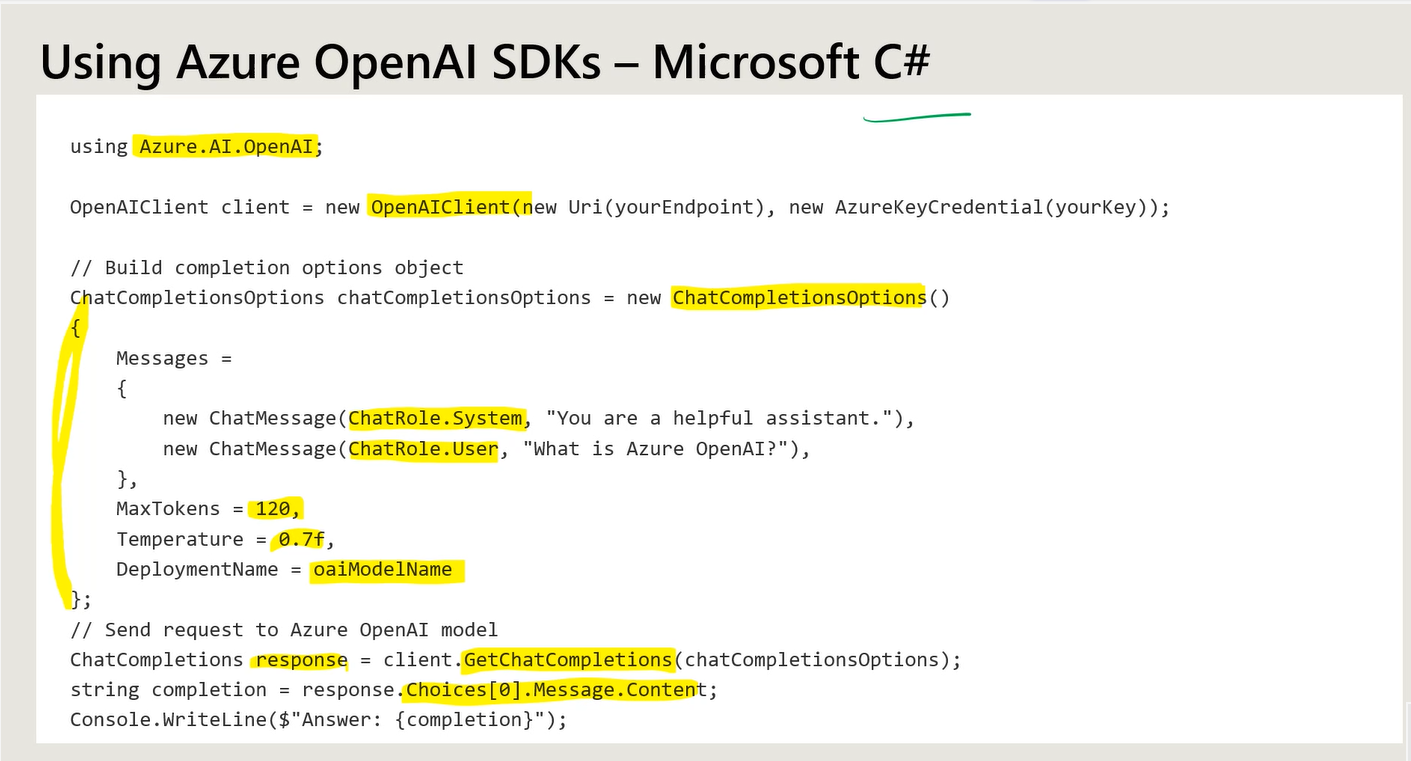 Using Azure OpenAI SDKs – Microsoft C#
using Azure.AI.OpenAI;
OpenAIClient client = new OpenAIClient(new Uri(yourEndpoint), new AzureKeyCredential(yourKey));
// Build completion options object
ChatCompletionsOptions chatCompletionsOptions = new ChatCompletionsOptions()
{
    Messages =
    {
        new ChatMessage(ChatRole.System, "You are a helpful assistant."),
        new ChatMessage(ChatRole.User, "What is Azure OpenAI?"),
    },
    MaxTokens = 120,
    Temperature = 0.7f,
    DeploymentName = oaiModelName
};
// Send request to Azure OpenAI model
ChatCompletions response = client.GetChatCompletions(chatCompletionsOptions);
string completion = response.Choices[0].Message.Content;
Console.WriteLine($"Answer: {completion}");